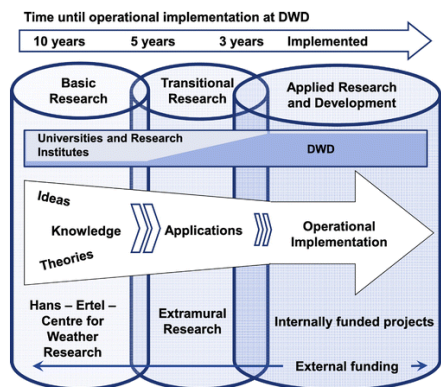 Time until operational implementation at DWD
10 years 5 years 3 years Implemented
Basic
Research
Transitional
Research
Applied Research
and Development
Universities and Research
Institutes
DWD
Ideas
Knowledge
Theories
Applications
Operational
Implementation
Hans – Ertel –
Centre for
Weather
Research
Extramural
Research
Internally funded projects
External funding